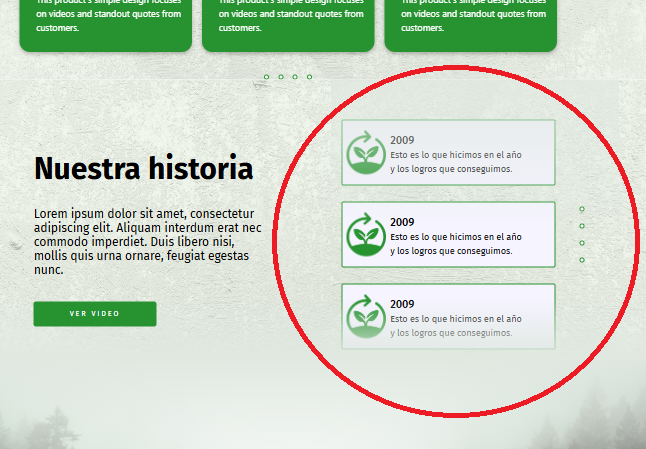 This product's simple design focuses
on videos and standout quotes from
customers.
This product's simple design focuses
on videos and standout quotes from
customers.
This product's simple design focuses
on videos and standout quotes from
customers.
Nuestra historia
Lorem ipsum dolor sit amet, consectetur
adipiscing elit. Aliquam interdum erat nec
commodo imperdiet. Duis libero nisi,
mollis quis urna ornare, feugiat egestas
nunc.
VER VIDEO
2009
Esto es lo que hicimos en el año
y los logros que conseguimos.
2009
Esto es lo que hicimos en el año
y los logros que conseguimos.
2009
Esto es lo que hicimos en el año
y los logros que conseguimos.